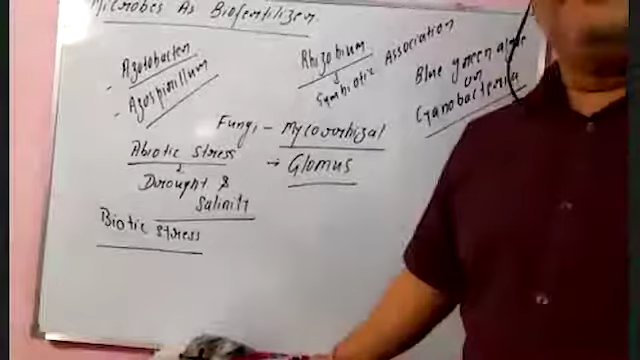 Microbes As Biofertilizer.
- Azotobacter
- Azospirillum
Rhizobium
Symbiotic Association
Blue green algae
or
Cyanobacteria
Fungi - Mycorrhizal
→ Glomus
Abiotic Stress
Drought &
Salinity
Biotic Stress